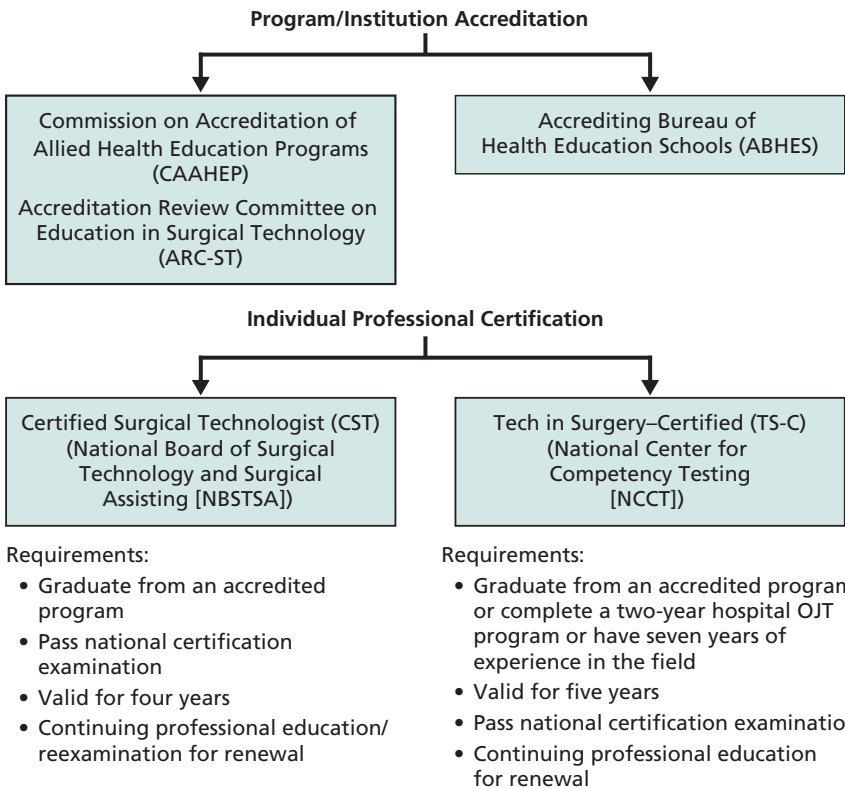 Program/Institution Accreditation
Commission on Accreditation of
Allied Health Education Programs
(CAAHEP)
Accreditation Review Committee on
Education in Surgical Technology
(ARC-ST)
Accrediting Bureau of
Health Education Schools (ABHES)
Individual Professional Certification
Certified Surgical Technologist (CST)
(National Board of Surgical
Technology and Surgical
Assisting [NBSTSA])
Tech in Surgery–Certified (TS-C)
(National Center for
Competency Testing
[NCCT])
Requirements:
• Graduate from an accredited
program
• Pass national certification
examination
• Valid for four years
• Continuing professional education/
reexamination for renewal
Requirements:
• Graduate from an accredited program
or complete a two-year hospital OJT
program or have seven years of
experience in the field
• Valid for five years
• Pass national certification examinatio
• Continuing professional education
for renewal